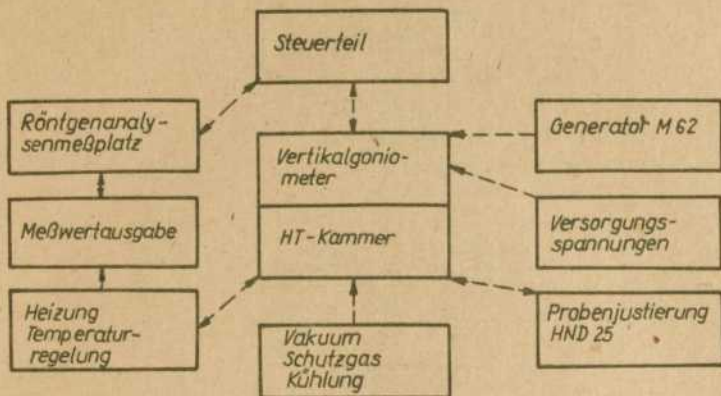 Steuerteil
Röntgenanaly-
senmeßplatz
Generator M 62
Vertikalgonio-
meter
Meßwertausgabe
HT-Kammer
Versorgungs-
spannungen
Heizung
Temperatur-
regelung
Vakuum
Schutzgas
Kühlung
Probenjustierung
HND 25